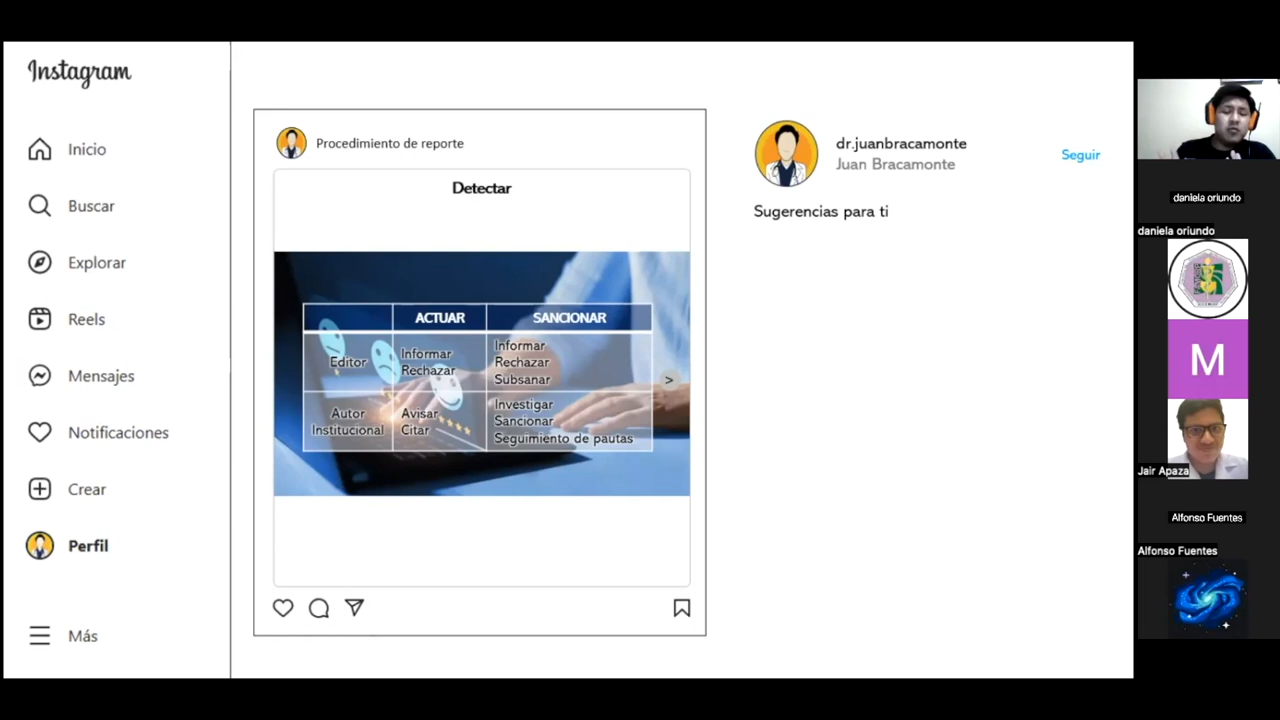 Instagram
Inicio
Buscar
Explorar
Reels
Mensajes
Notificaciones
Crear
Perfil
Más
Procedimiento de reporte
Detectar
ACTUAR SANCIONAR
Editor
Informar
Rechazar
Informar
Rechazar
Subsanar
Autor
Institucional
Avisar
Citar
Investigar
Sancionar
Seguimiento de pautas
>
dr.juanbracamonte
Juan Bracamonte
Seguir
Sugerencias para ti
daniela oriundo
daniela oriundo
M
Jair Apaza
Alfonso Fuentes
Alfonso Fuentes